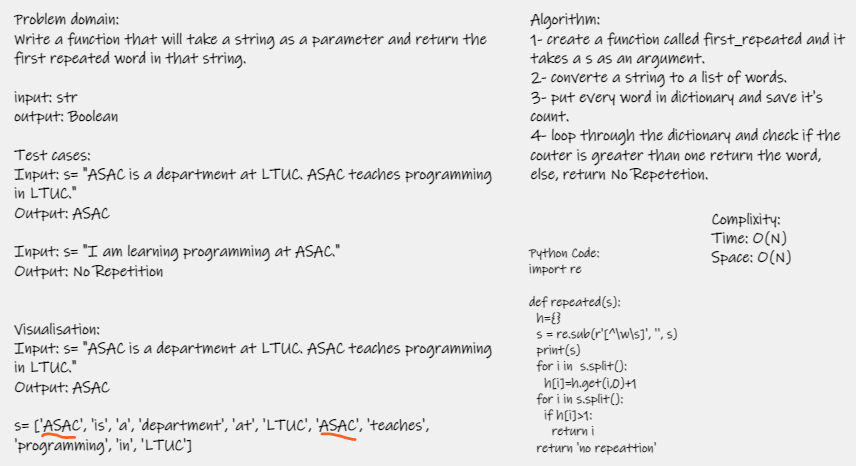 Problem domain:
Write a function that will take a string as a parameter and return the
first repeated word in that string.
input: str
output: Boolean
Test cases:
Input: s= "ASAC is a department at LTUC. ASAC teaches programming
in LTUC."
Output: ASAC
Input: s= "I am learning programming at ASAC."
Output: No Repetition
Visualisation:
Input: s= "ASAC is a department at LTUC. ASAC teaches programming
in LTUC."
Output: ASAC
s= ['ASAC', 'is', 'a', 'department', 'at', 'LTUC', 'ASAC', 'teaches',
'programming', 'in', 'LTUC']
Algorithm:
1- create a function called first_repeated and it
takes a s as an argument.
2- converte a string to a list of words.
3- put every word in dictionary and save it's
count.
4- loop through the dictionary and check if the
couter is greater than one return the word,
else, return No Repetetion.
Complixity:
Time: O(N)
Space: O(N)
Python Code:
import re
def repeated(s):
h={}
s = re.sub(r'[^\w\s]', '', s)
print(s)
for i in s.split():
h[i]=h.get(i,0)+1
for i in s.split():
if h[i]>1:
return i
return 'no repeattion'